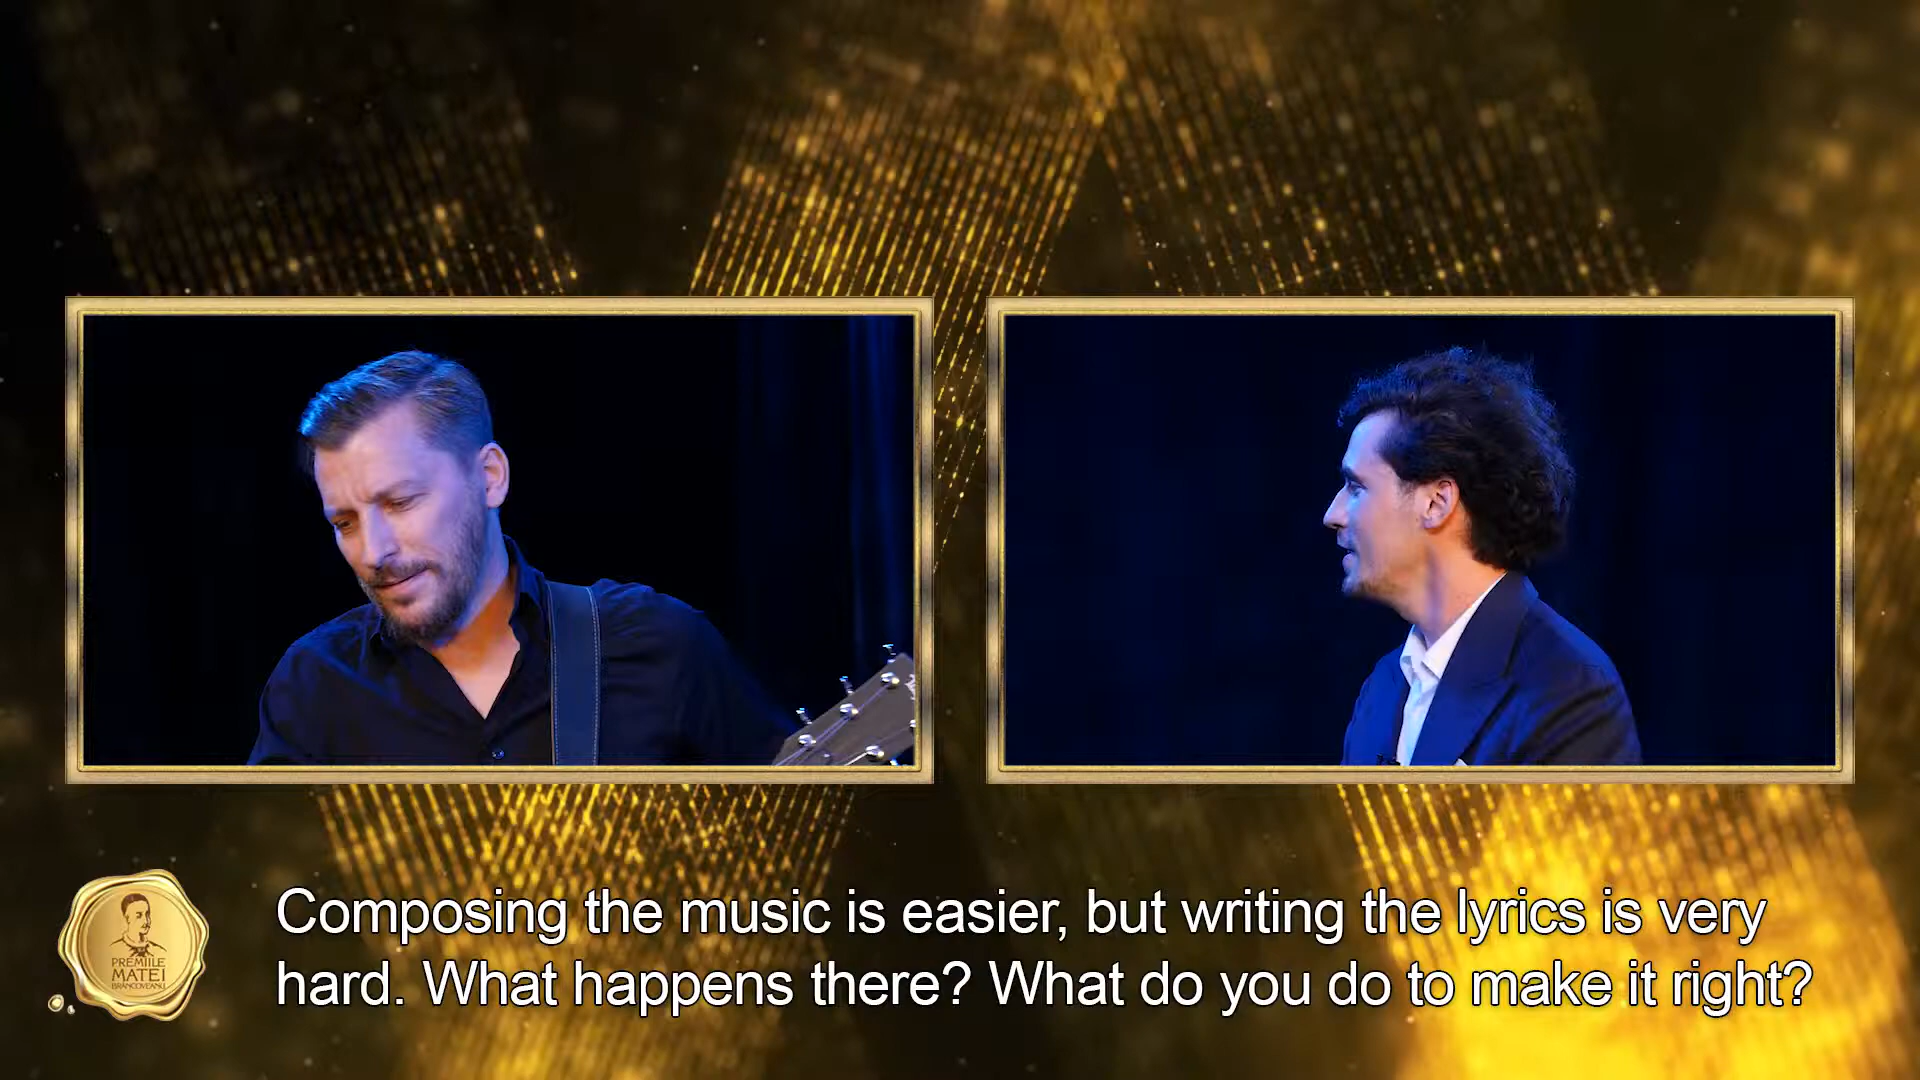 Composing the music is easier, but writing the lyrics is very
hard. What happens there? What do you do to make it right?
PREMIILE
MATEI
BRANCOVEANU